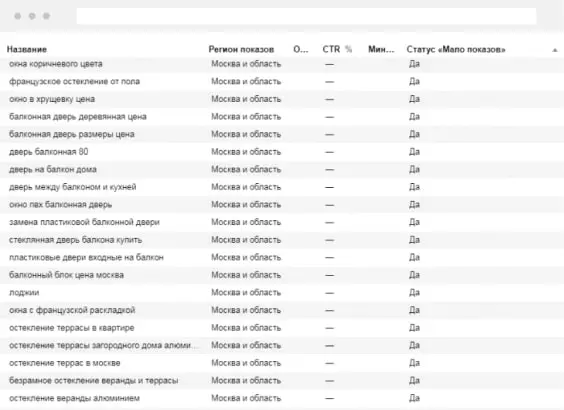 Название Регион показов О... CTR % Мин... Статус «Мало показов»
окна коричневого цвета Москва и область — Да
французское остекление от пола Москва и область — Да
окно в хрущевку цена Москва и область — Да
балконная дверь деревянная цена Москва и область — Да
балконная дверь размеры цена Москва и область — Да
дверь балконная 80 Москва и область — Да
дверь на балкон дома Москва и область — Да
дверь между балконом и кухней Москва и область — Да
окно пвх балконная дверь Москва и область — Да
замена пластиковой балконной двери Москва и область — Да
стеклянная дверь балкона купить Москва и область — Да
пластиковые двери входные на балкон Москва и область — Да
балконный блок цена москва Москва и область — Да
лоджии Москва и область — Да
окна с французской раскладкой Москва и область — Да
остекление террасы в квартире Москва и область — Да
остекление террасы загородного дома алюми... Москва и область — Да
остекление террас в москве Москва и область — Да
безрамное остекление веранды и террасы Москва и область — Да
остекление веранды алюминием Москва и область — Да